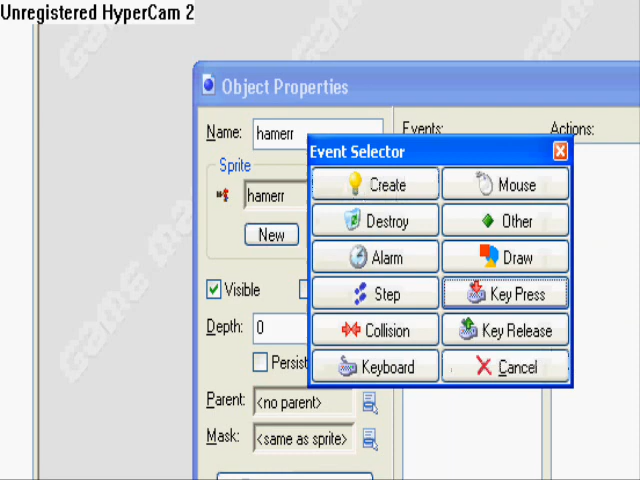 Unregistered HyperCam 2
Game Ma
Object Properties
Name: hamerr
Events:
Actions:
Sprite
hamerr
New
Visible
Depth: 0
Persist
Parent: <no parent>
Mask: <same as sprite>
Event Selector
Create
Mouse
Destroy
Other
Alarm
Draw
Step
Key Press
Collision
Key Release
Keyboard
Cancel